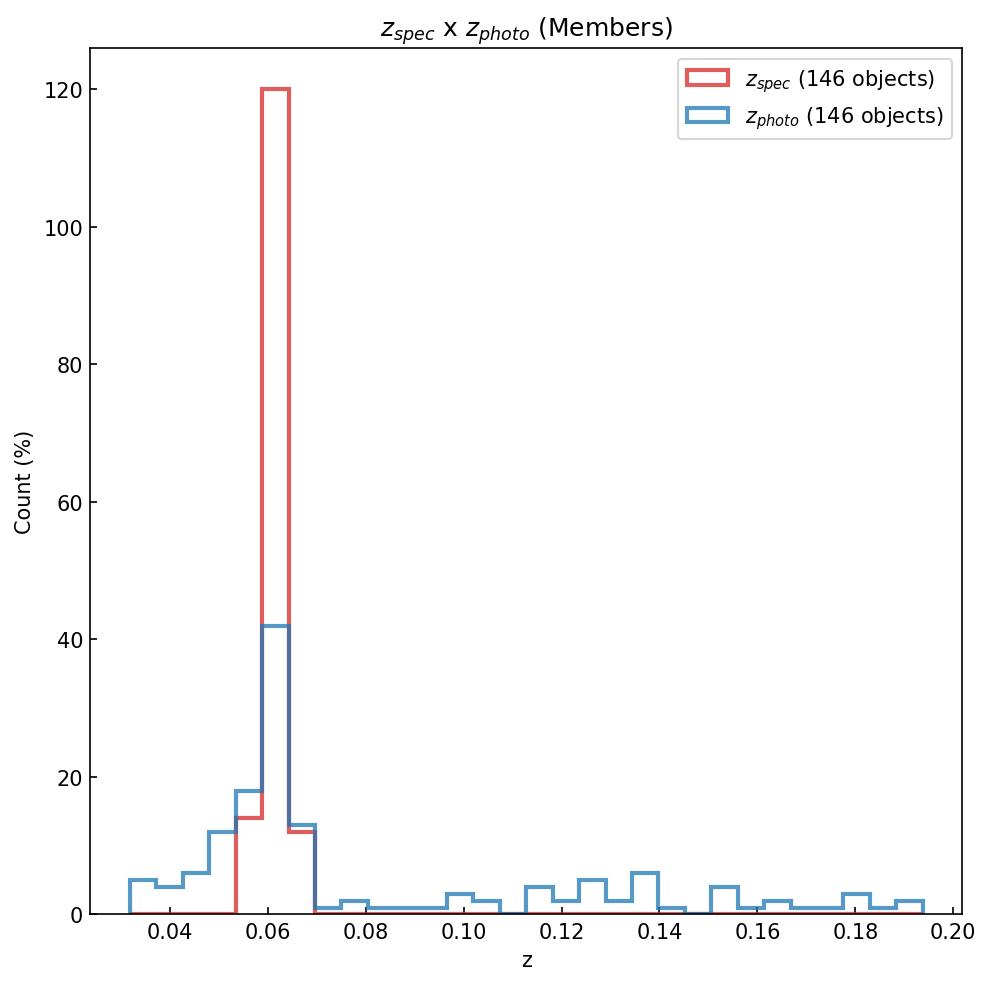 z_spec x z_photo (Members)
z_spec (146 objects)
z_photo (146 objects)
Count (%)
120
100
80
60
40
20
0
0.04 0.06 0.08 0.10 0.12 0.14 0.16 0.18 0.20
z